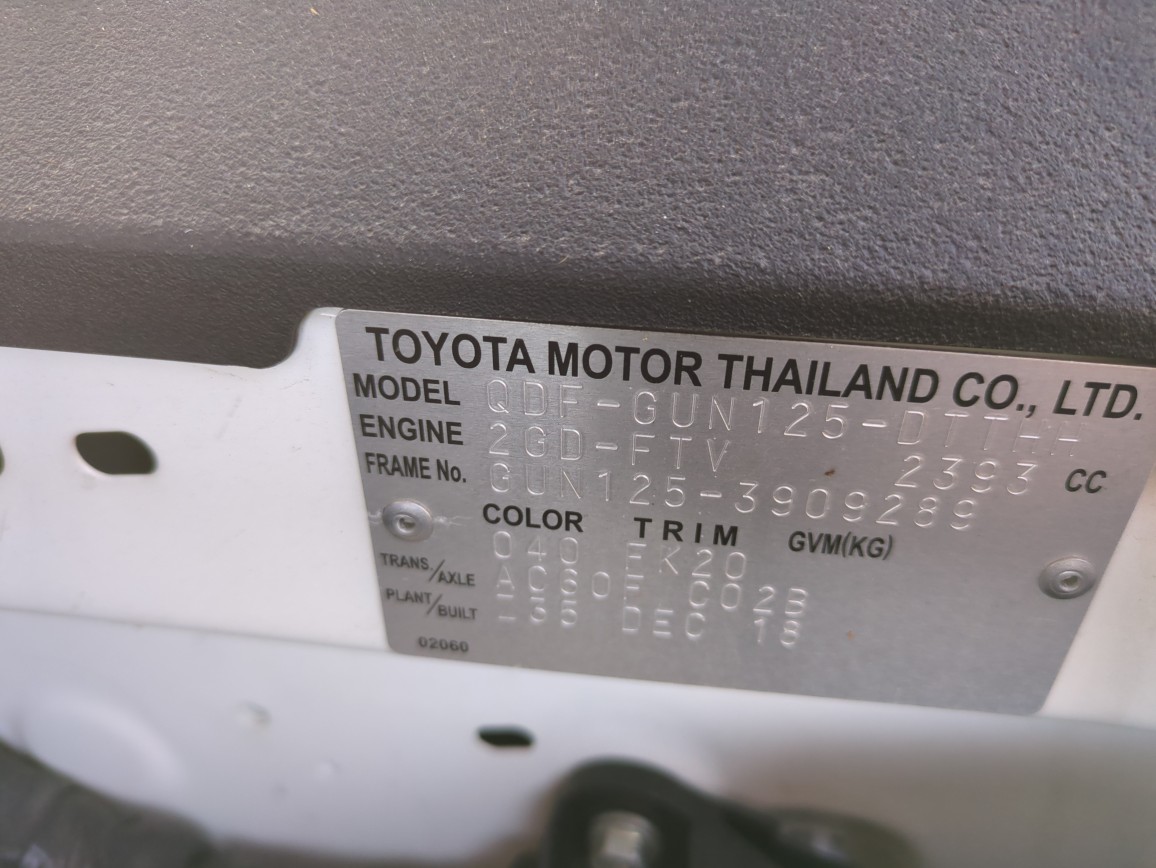 TOYOTA MOTOR THAILAND CO., LTD.
MODEL QDF-GUN125-DTTHH
ENGINE 2GD-FTV 2393 CC
FRAME No. GUN125-3909289
COLOR TRIM GVM(KG)
040 FK20
TRANS./AXLE AC60F C02B
PLANT/BUILT -35 DEC 18
02060